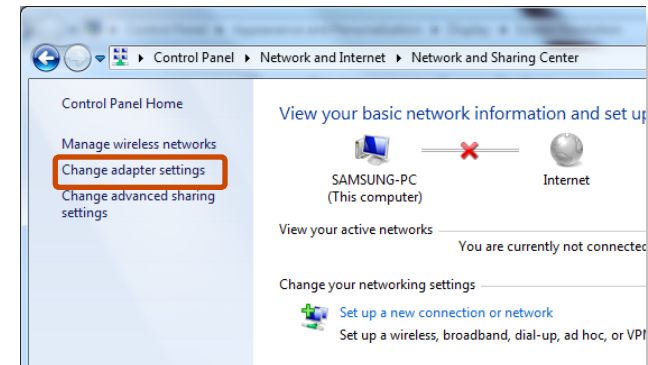 Control Panel ▸ Network and Internet ▸ Network and Sharing Center
Control Panel Home
Manage wireless networks
Change adapter settings
Change advanced sharing
settings
View your basic network information and set up
SAMSUNG-PC
(This computer)
Internet
View your active networks
You are currently not connected
Change your networking settings
Set up a new connection or network
Set up a wireless, broadband, dial-up, ad hoc, or VPN